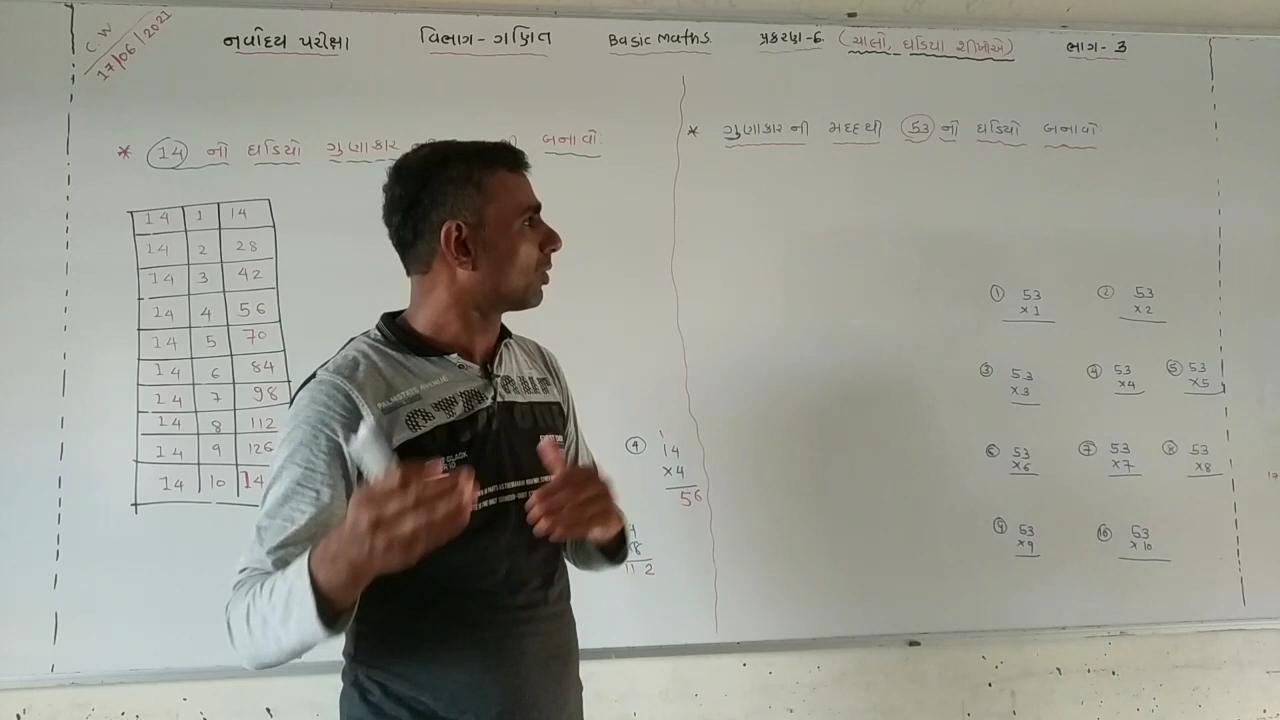 C.W
17/06/2021
નવોદય પરીક્ષા વિભાગ - ગણિત Basic Maths. પ્રકરણ-6 (ચાલો, ઘડિયા શીખીએ) ભાગ - 3
* 14 નો ઘડિયો ગુણાકાર ની બનાવો:
14 1 14
14 2 28
14 3 42
14 4 56
14 5 70
14 6 84
14 7 98
14 8 112
14 9 126
14 10 14
④ 14
×4
56
112
* ગુણાકાર ની મદદથી 53 નો ઘડિયો બનાવો:
① 53 ② 53
×1 ×2
③ 53 ④ 53 ⑤ 53
×3 ×4 ×5
⑥ 53 ⑦ 53 ⑧ 53
×6 ×7 ×8
⑨ 53 ⑩ 53
×9 ×10
PALMSTATE AVENUE